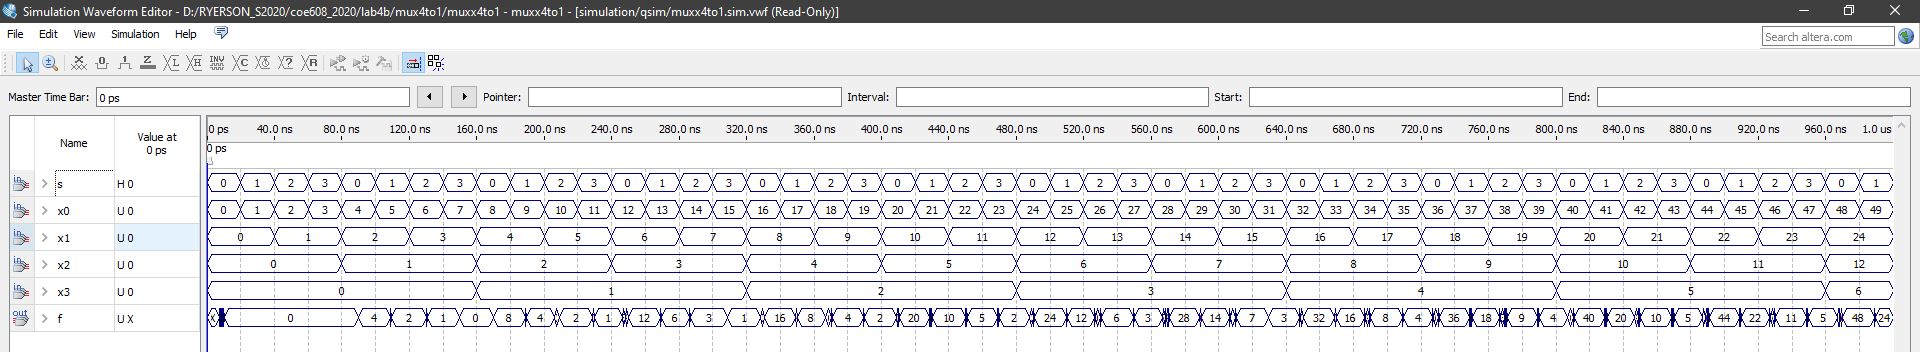 Simulation Waveform Editor - D:/RYERSON_S2020/coe608_2020/lab4b/mux4to1/muxx4to1 - muxx4to1 - [simulation/qsim/muxx4to1.sim.vwf (Read-Only)]
File Edit View Simulation Help
Search altera.com
Master Time Bar: 0 ps Pointer: Interval: Start: End:
Name Value at 0 ps 0 ps 40.0 ns 80.0 ns 120.0 ns 160.0 ns 200.0 ns 240.0 ns 280.0 ns 320.0 ns 360.0 ns 400.0 ns 440.0 ns 480.0 ns 520.0 ns 560.0 ns 600.0 ns 640.0 ns 680.0 ns 720.0 ns 760.0 ns 800.0 ns 840.0 ns 880.0 ns 920.0 ns 960.0 ns 1.0 us
0 ps
s H 0 0 1 2 3 0 1 2 3 0 1 2 3 0 1 2 3 0 1 2 3 0 1 2 3 0 1 2 3 0 1 2 3 0 1 2 3 0 1 2 3 0 1 2 3 0 1 2 3 0 1
x0 U 0 0 1 2 3 4 5 6 7 8 9 10 11 12 13 14 15 16 17 18 19 20 21 22 23 24 25 26 27 28 29 30 31 32 33 34 35 36 37 38 39 40 41 42 43 44 45 46 47 48 49
x1 U 0 0 1 2 3 4 5 6 7 8 9 10 11 12 13 14 15 16 17 18 19 20 21 22 23 24
x2 U 0 0 1 2 3 4 5 6 7 8 9 10 11 12
x3 U 0 0 1 2 3 4 5 6
f U X X 0 4 2 1 0 8 4 2 1 12 6 3 1 16 8 4 2 20 10 5 2 24 12 6 3 28 14 7 3 32 16 8 4 36 18 9 4 40 20 10 5 44 22 11 5 48 24